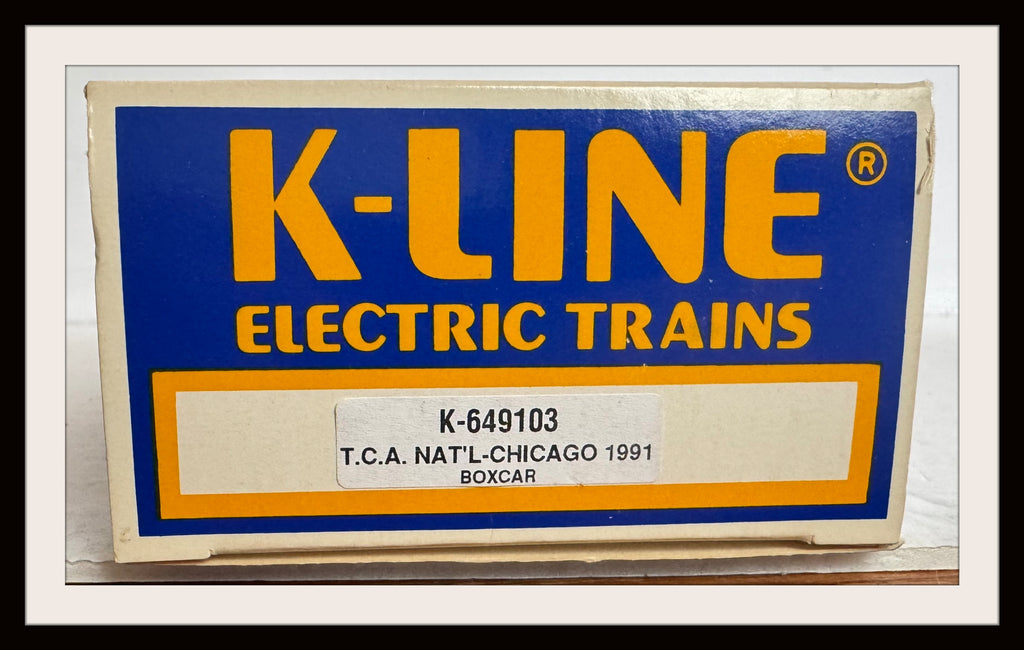 K-LINE®
ELECTRIC TRAINS
K-649103
T.C.A. NAT'L-CHICAGO 1991
BOXCAR